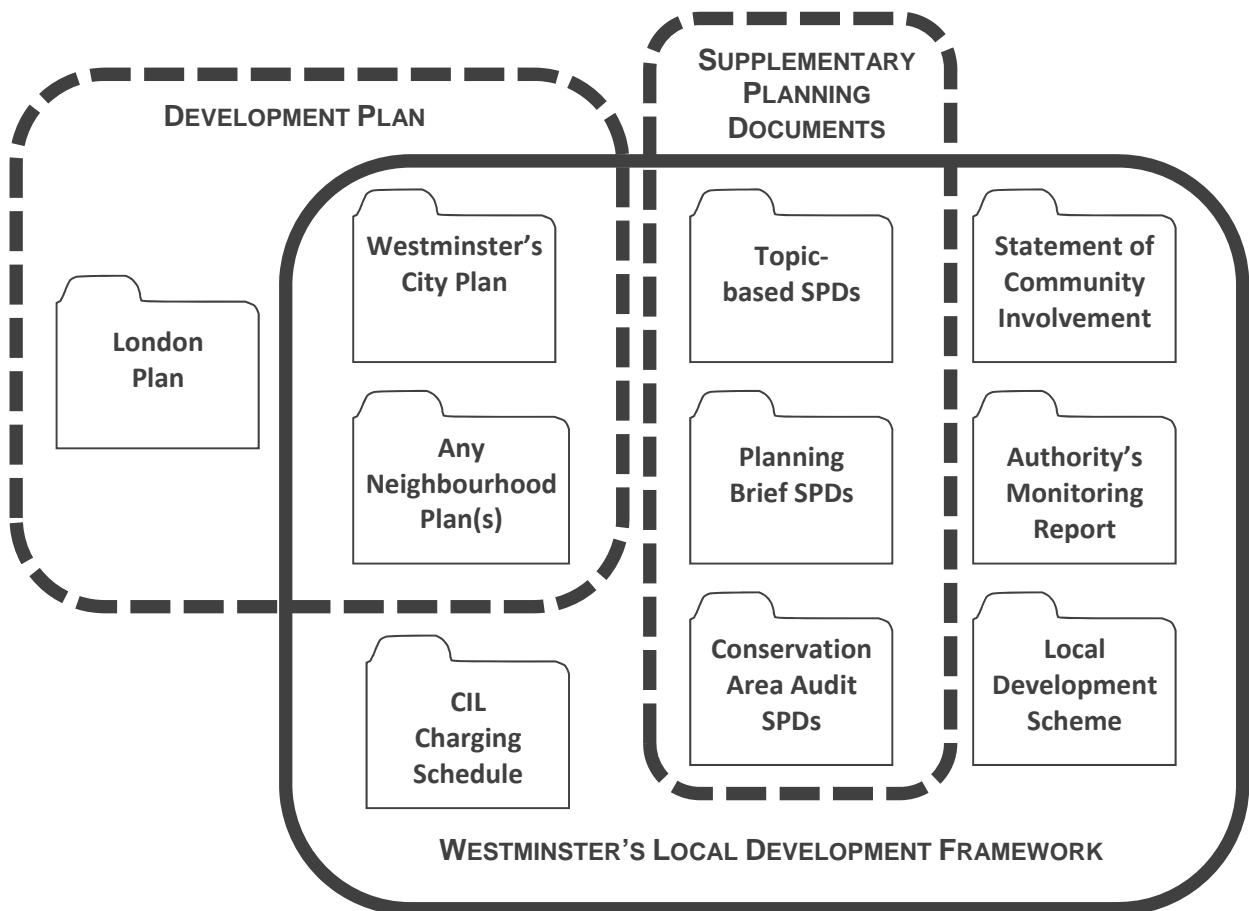 DEVELOPMENT PLAN
SUPPLEMENTARY
PLANNING
DOCUMENTS
London
Plan
Westminster’s
City Plan
Any
Neighbourhood
Plan(s)
CIL
Charging
Schedule
Topic-
based SPDs
Planning
Brief SPDs
Conservation
Area Audit
SPDs
Statement of
Community
Involvement
Authority’s
Monitoring
Report
Local
Development
Scheme
WESTMINSTER’S LOCAL DEVELOPMENT FRAMEWORK